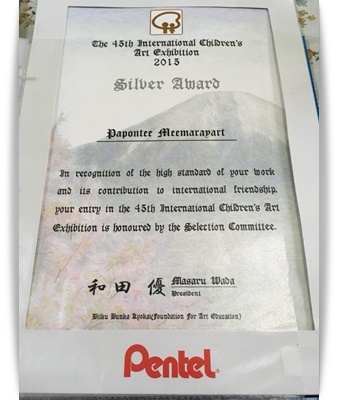 The 45th International Children's
Art Exhibition
2015
Silver Award
Papontee Meemarayart
In recognition of the high standard of your work
and its contribution to international friendship,
your entry in the 45th International Children's Art
Exhibition is honoured by the Selection Committee.
和田 優 Masaru Wada
President
Biiku Bunka Kyokai(Foundation For Art Education)
Pentel